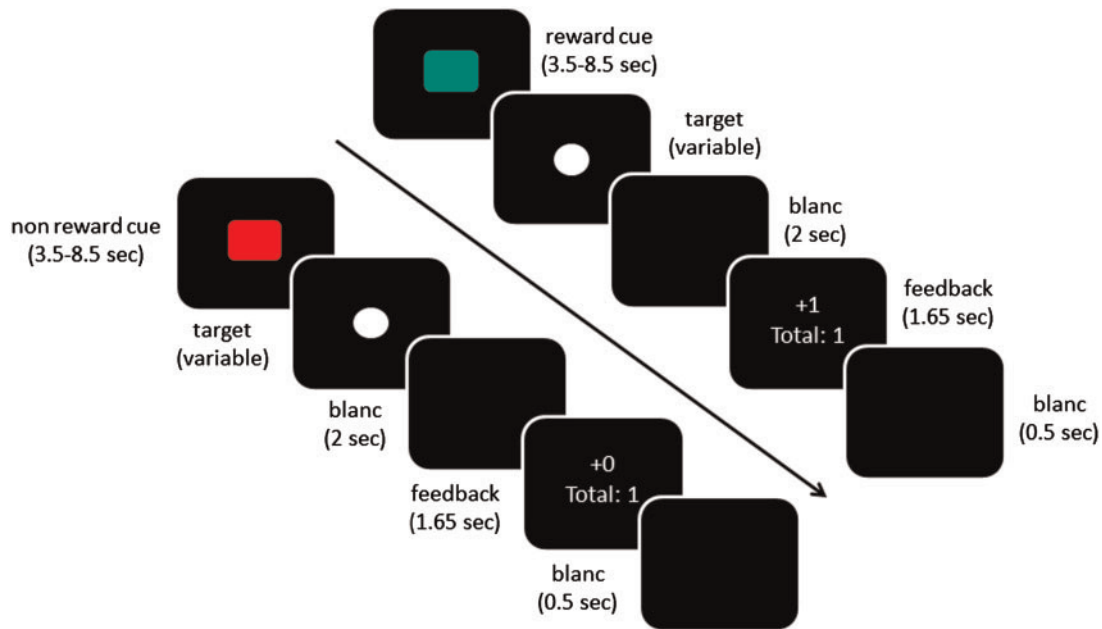 reward cue
(3.5-8.5 sec)
target
(variable)
blanc
(2 sec)
feedback
(1.65 sec)
+1
Total: 1
blanc
(0.5 sec)
non reward cue
(3.5-8.5 sec)
target
(variable)
blanc
(2 sec)
feedback
(1.65 sec)
+0
Total: 1
blanc
(0.5 sec)